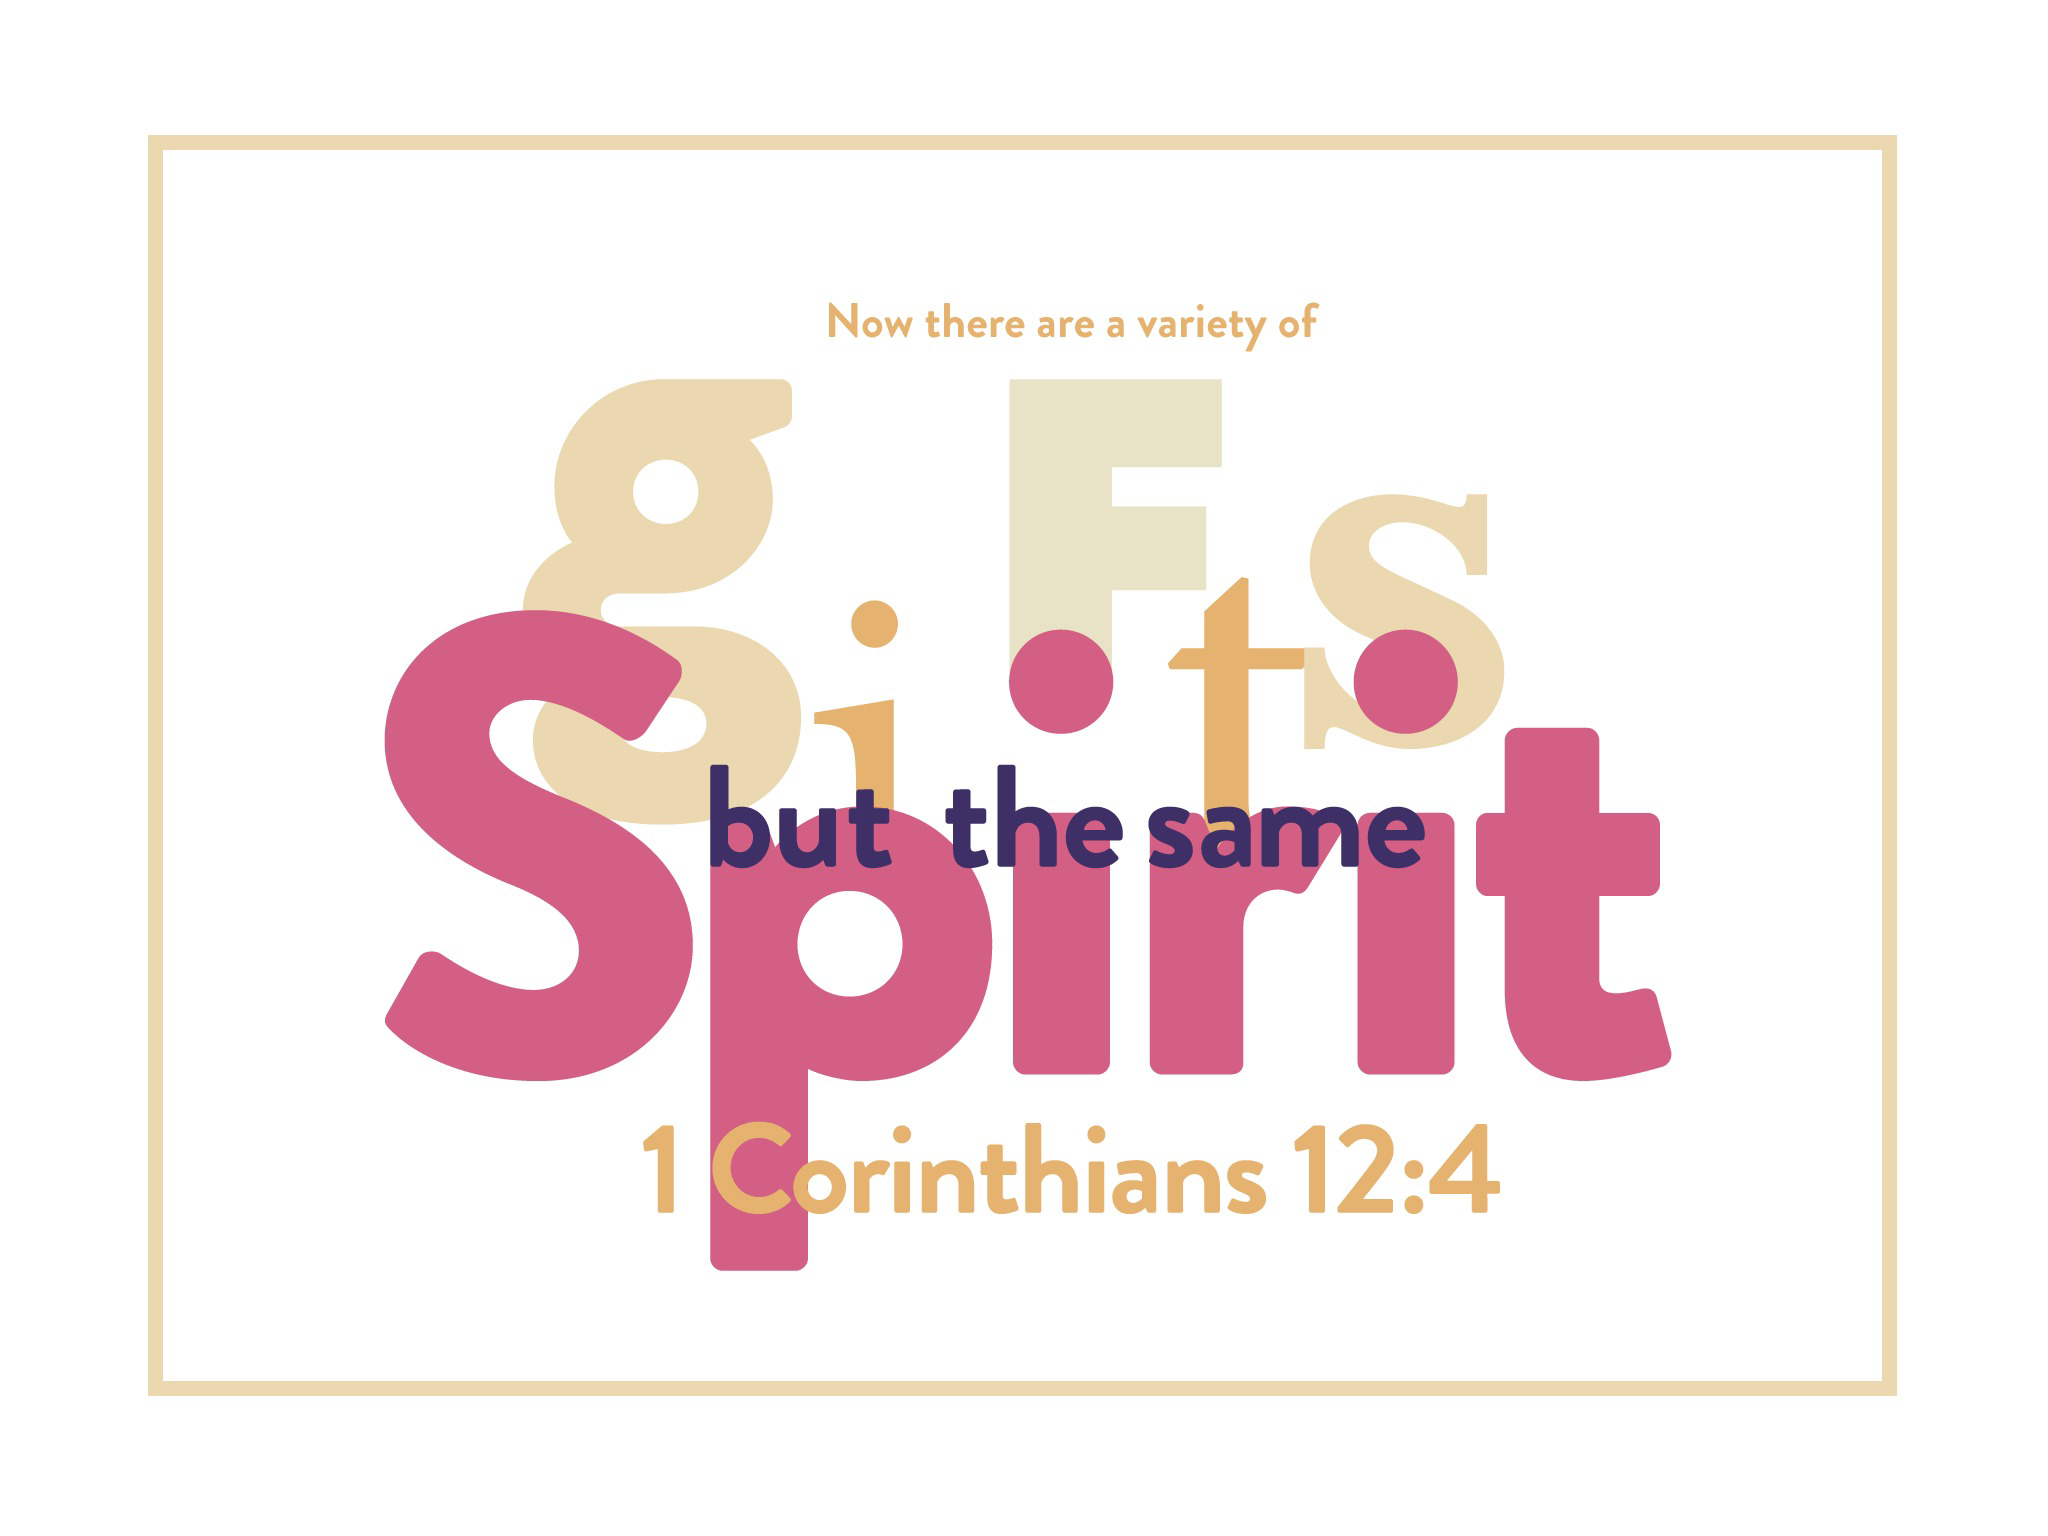 Now there are a variety of
giFts
but the same
Spirit
1 Corinthians 12:4